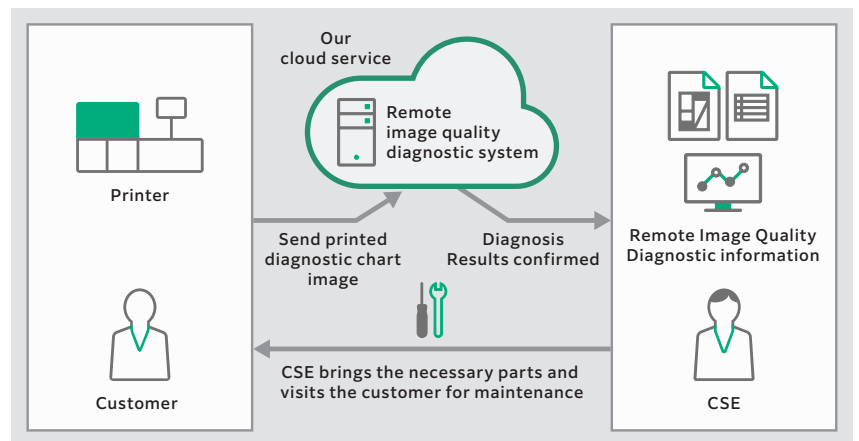 Our
cloud service
Remote
image quality
diagnostic system
Printer
Send printed
diagnostic chart
image
Diagnosis
Results confirmed
Remote Image Quality
Diagnostic information
Customer
CSE brings the necessary parts and
visits the customer for maintenance
CSE